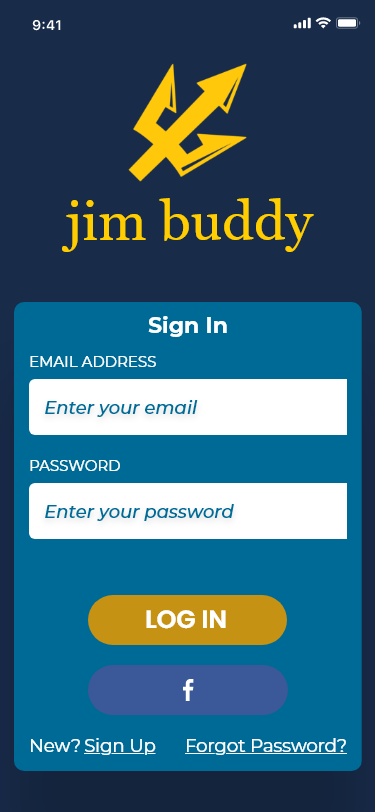 9:41
jim buddy
Sign In
EMAIL ADDRESS
Enter your email
PASSWORD
Enter your password
LOG IN
f
New? Sign Up Forgot Password?